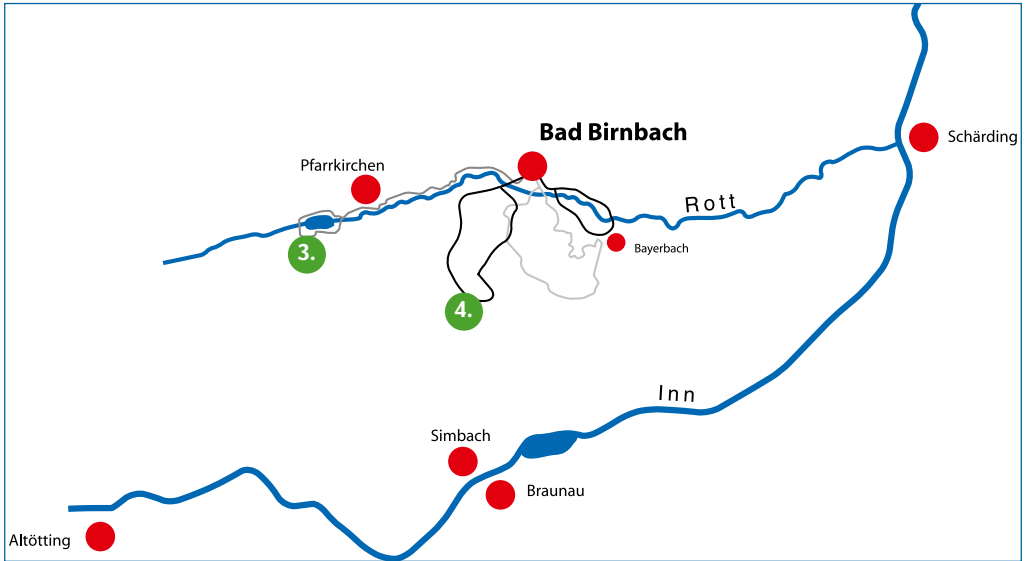 Bad Birnbach
Schärding
Pfarrkirchen
Rott
Bayerbach
3.
4.
Inn
Simbach
Braunau
Altötting